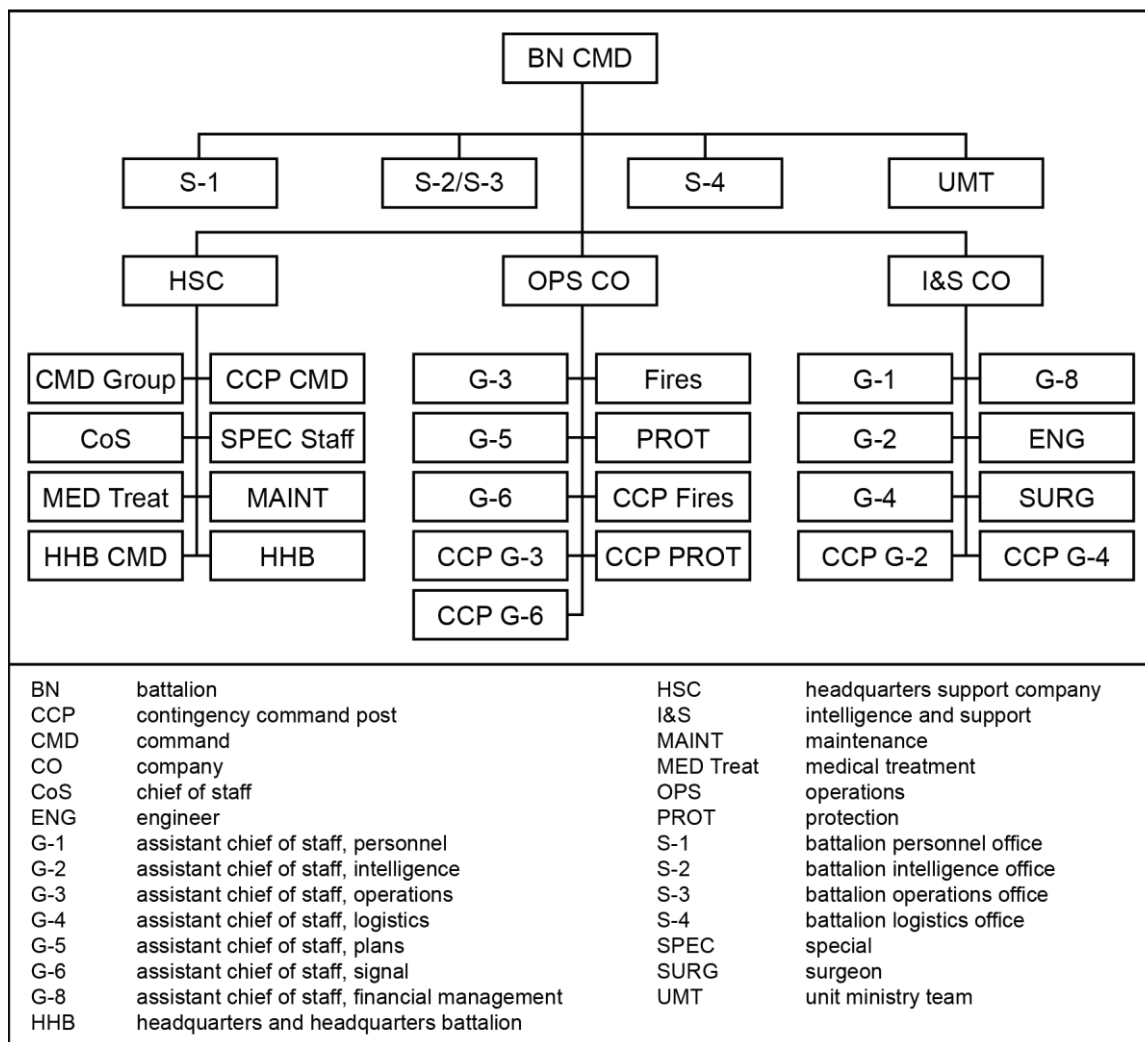 BN CMD
S-1 S-2/S-3 S-4 UMT
HSC OPS CO I&S CO
CMD Group CCP CMD G-3 Fires G-1 G-8
CoS SPEC Staff G-5 PROT G-2 ENG
MED Treat MAINT G-6 CCP Fires G-4 SURG
HHB CMD HHB CCP G-3 CCP PROT CCP G-2 CCP G-4
CCP G-6
BN battalion
CCP contingency command post
CMD command
CO company
CoS chief of staff
ENG engineer
G-1 assistant chief of staff, personnel
G-2 assistant chief of staff, intelligence
G-3 assistant chief of staff, operations
G-4 assistant chief of staff, logistics
G-5 assistant chief of staff, plans
G-6 assistant chief of staff, signal
G-8 assistant chief of staff, financial management
HHB headquarters and headquarters battalion
HSC headquarters support company
I&S intelligence and support
MAINT maintenance
MED Treat medical treatment
OPS operations
PROT protection
S-1 battalion personnel office
S-2 battalion intelligence office
S-3 battalion operations office
S-4 battalion logistics office
SPEC special
SURG surgeon
UMT unit ministry team